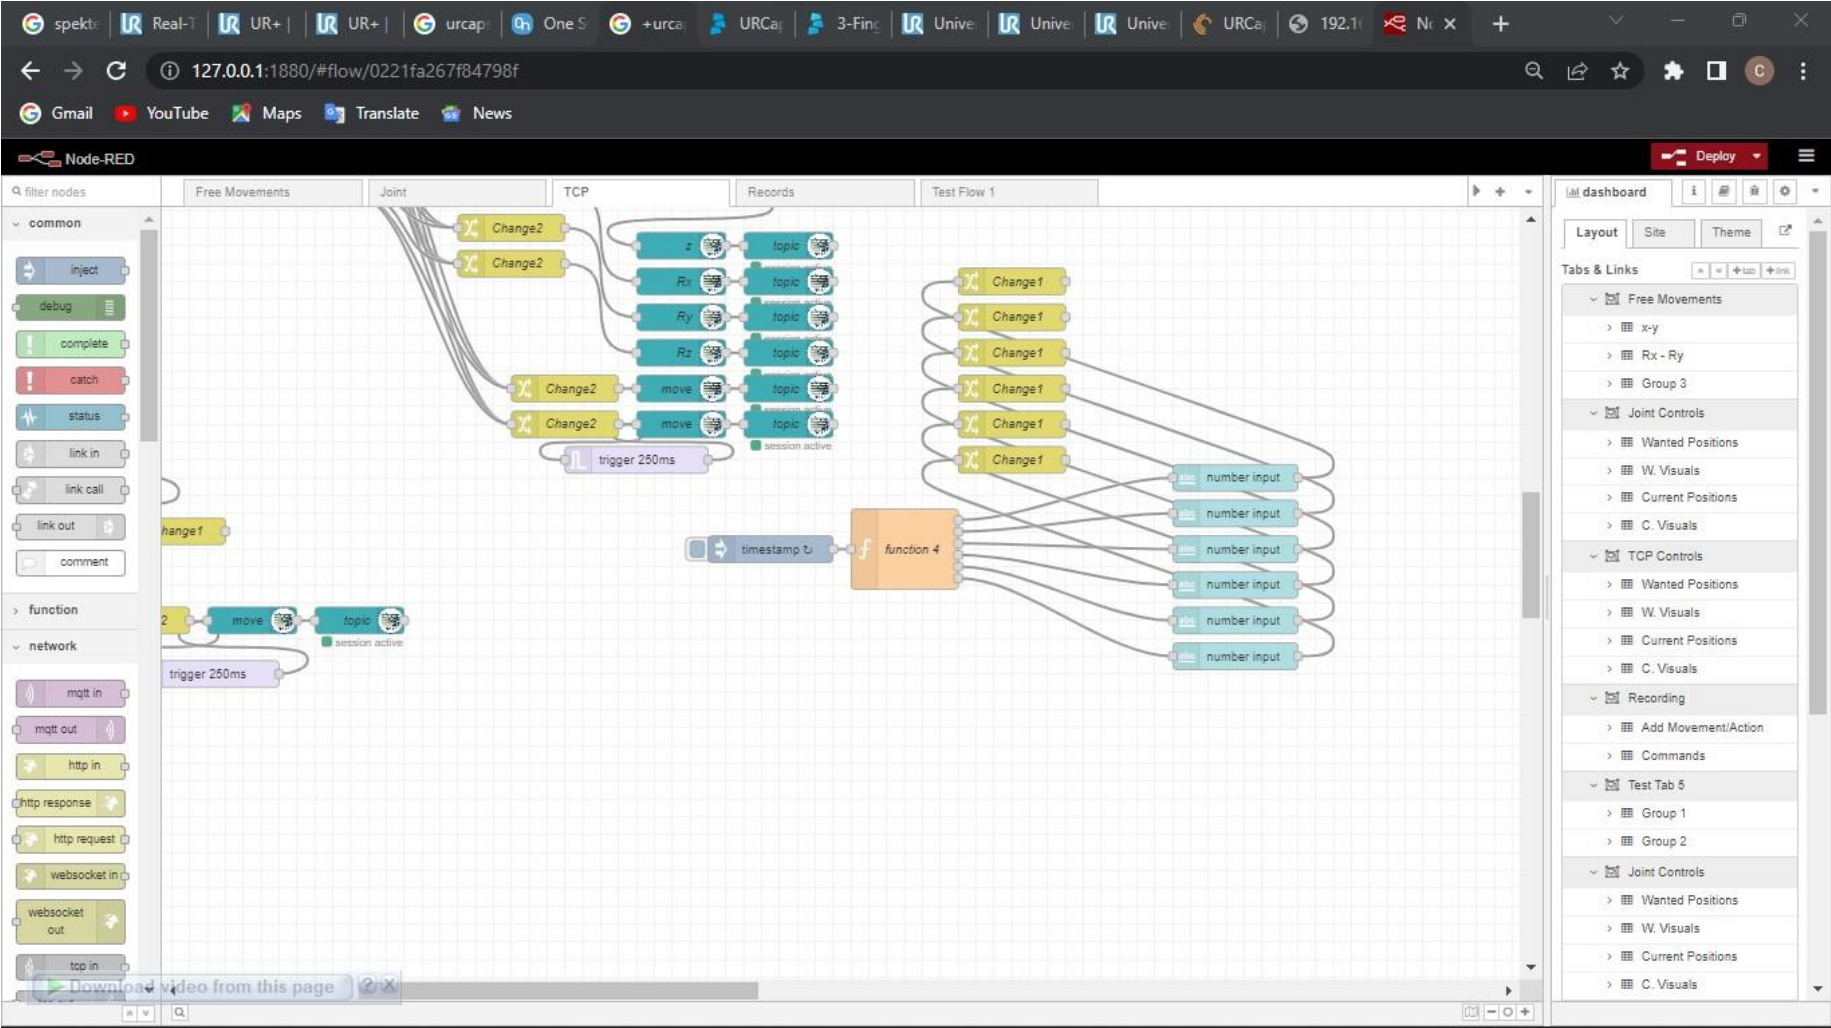 spekte Real-T UR+ | UR+ | urcap One S +urca URCa 3-Fing Unive Unive Unive URCa 192.1 No
127.0.0.1:1880/#flow/0221fa267f84798f
C
Gmail YouTube Maps Translate News
Node-RED
Deploy
filter nodes
Free Movements Joint TCP Records Test Flow 1
dashboard
common
inject
debug
complete
catch
status
link in
link call
link out
comment
function
network
mqtt in
mqtt out
http in
http response
http request
websocket in
websocket
out
tcp in
Change2
Change2
z topic
Rx topic
Ry topic
Rz topic
Change2 move topic
Change2 move topic
session active
trigger 250ms
Change1
Change1
Change1
Change1
Change1
Change1
number input
number input
number input
number input
number input
number input
timestamp ↻
function 4
hange1
2 move topic
session active
trigger 250ms
Download video from this page
Layout Site Theme
Tabs & Links
+tab +link
Free Movements
x-y
Rx - Ry
Group 3
Joint Controls
Wanted Positions
W. Visuals
Current Positions
C. Visuals
TCP Controls
Wanted Positions
W. Visuals
Current Positions
C. Visuals
Recording
Add Movement/Action
Commands
Test Tab 5
Group 1
Group 2
Joint Controls
Wanted Positions
W. Visuals
Current Positions
C. Visuals